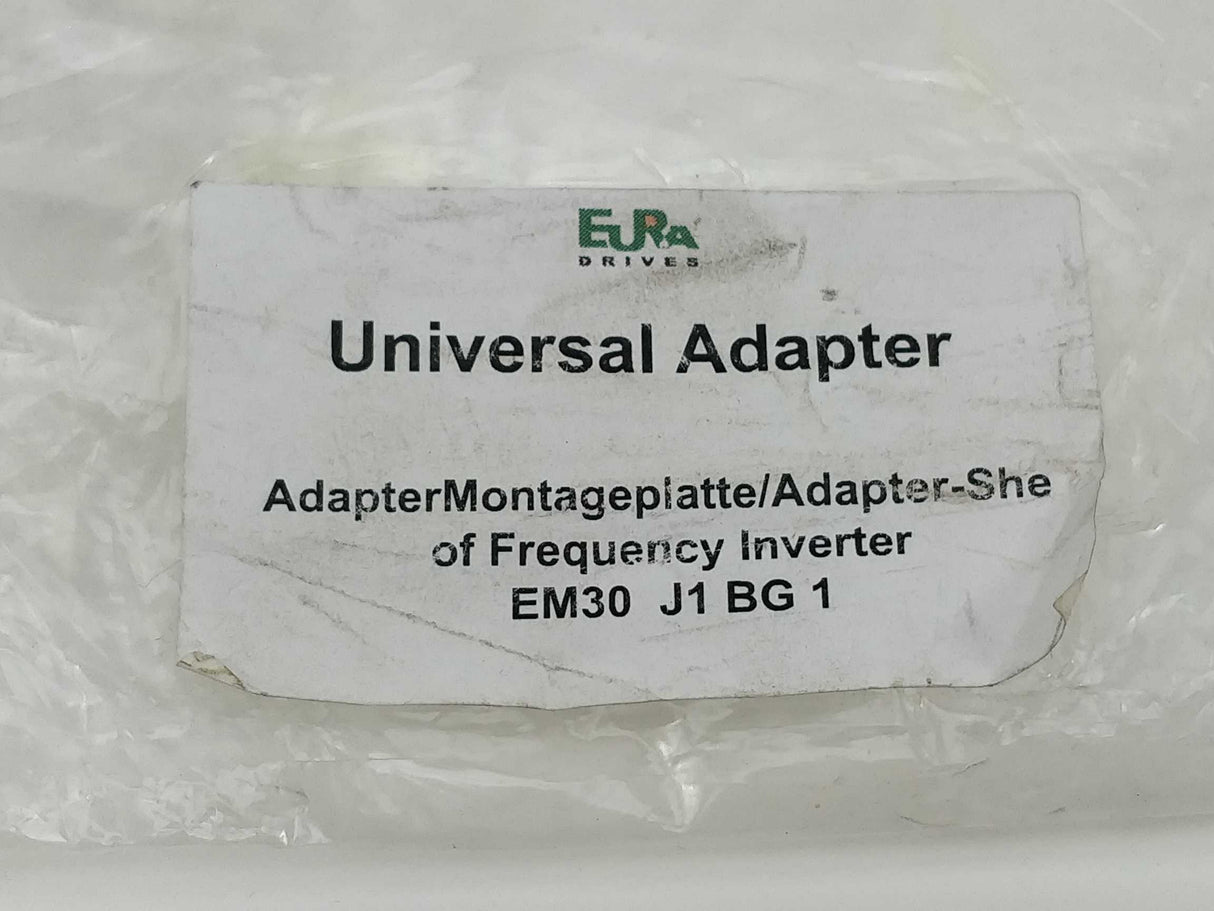 EURA
DRIVES
Universal Adapter
AdapterMontageplatte/Adapter-She
of Frequency Inverter
EM30 J1 BG 1